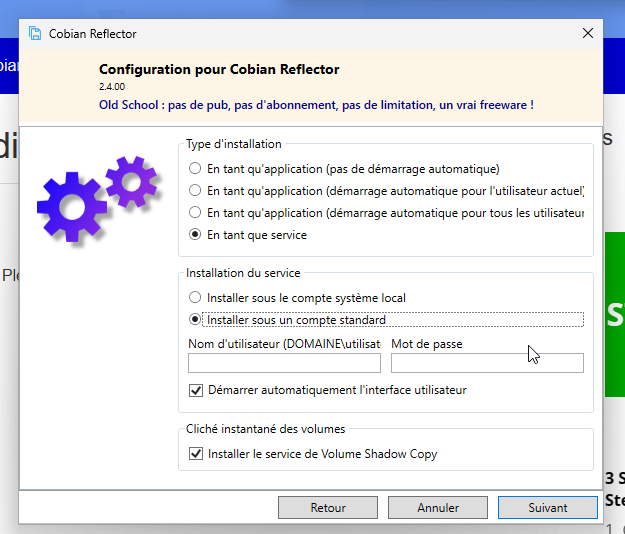 Cobian Reflector
Configuration pour Cobian Reflector
2.4.00
Old School : pas de pub, pas d'abonnement, pas de limitation, un vrai freeware !
Type d'installation
En tant qu'application (pas de démarrage automatique)
En tant qu'application (démarrage automatique pour l'utilisateur actuel)
En tant qu'application (démarrage automatique pour tous les utilisateur
En tant que service
Installation du service
Installer sous le compte système local
Installer sous un compte standard
Nom d'utilisateur (DOMAINE\utilisat
Mot de passe
Démarrer automatiquement l'interface utilisateur
Cliché instantané des volumes
Installer le service de Volume Shadow Copy
Retour
Annuler
Suivant